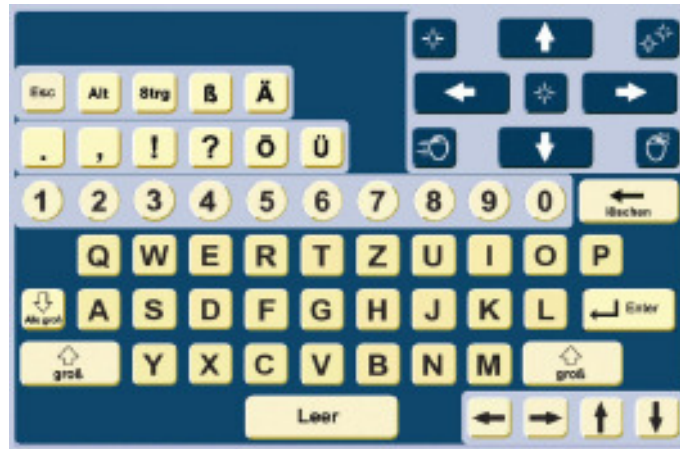 Esc Alt Strg ß Ä
. , ! ? Ö Ü
1 2 3 4 5 6 7 8 9 0 löschen
Q W E R T Z U I O P
Alle groß A S D F G H J K L Enter
groß Y X C V B N M groß
Leer